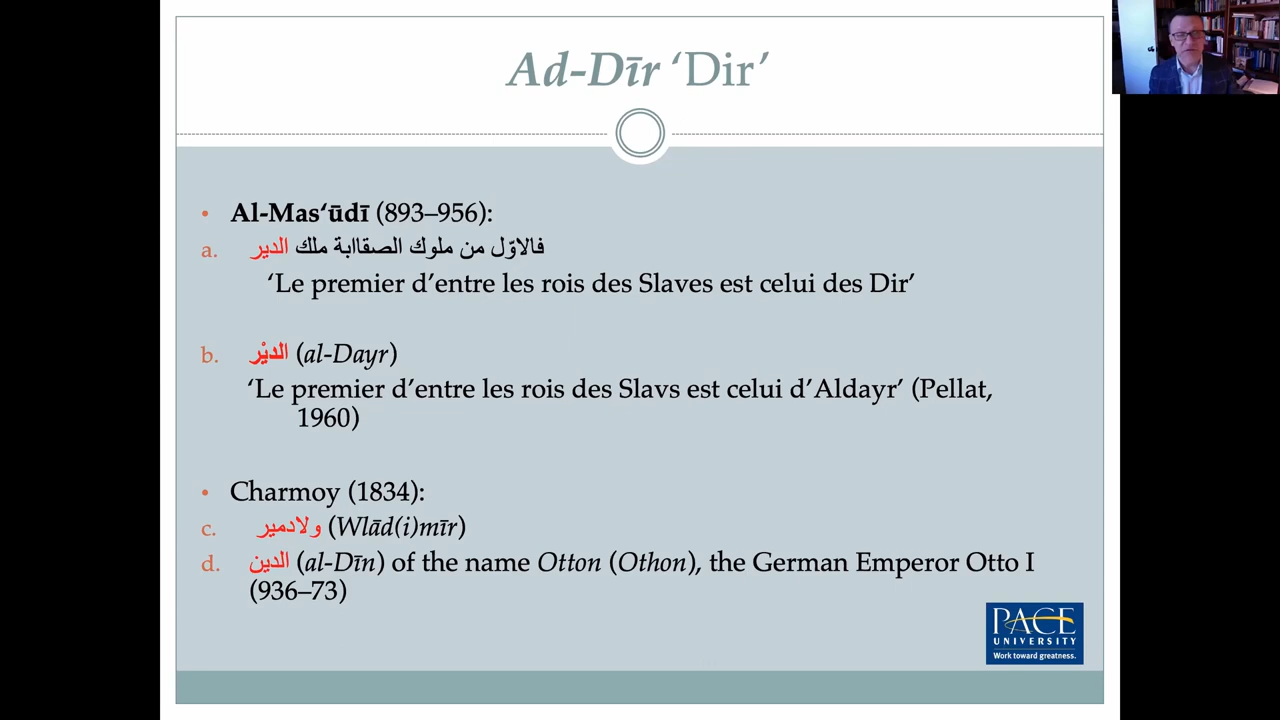 Ad-Dīr ‘Dir’
• Al-Mas‘ūdī (893–956):
a. فالاوّل من ملوك الصقاابة ملك الدير
‘Le premier d’entre les rois des Slaves est celui des Dir’
b. الديْر (al-Dayr)
‘Le premier d’entre les rois des Slavs est celui d’Aldayr’ (Pellat,
1960)
• Charmoy (1834):
c. ولادمير (Wlād(i)mīr)
d. الدين (al-Dīn) of the name Otton (Othon), the German Emperor Otto I
(936–73)
PACE
UNIVERSITY
Work toward greatness.